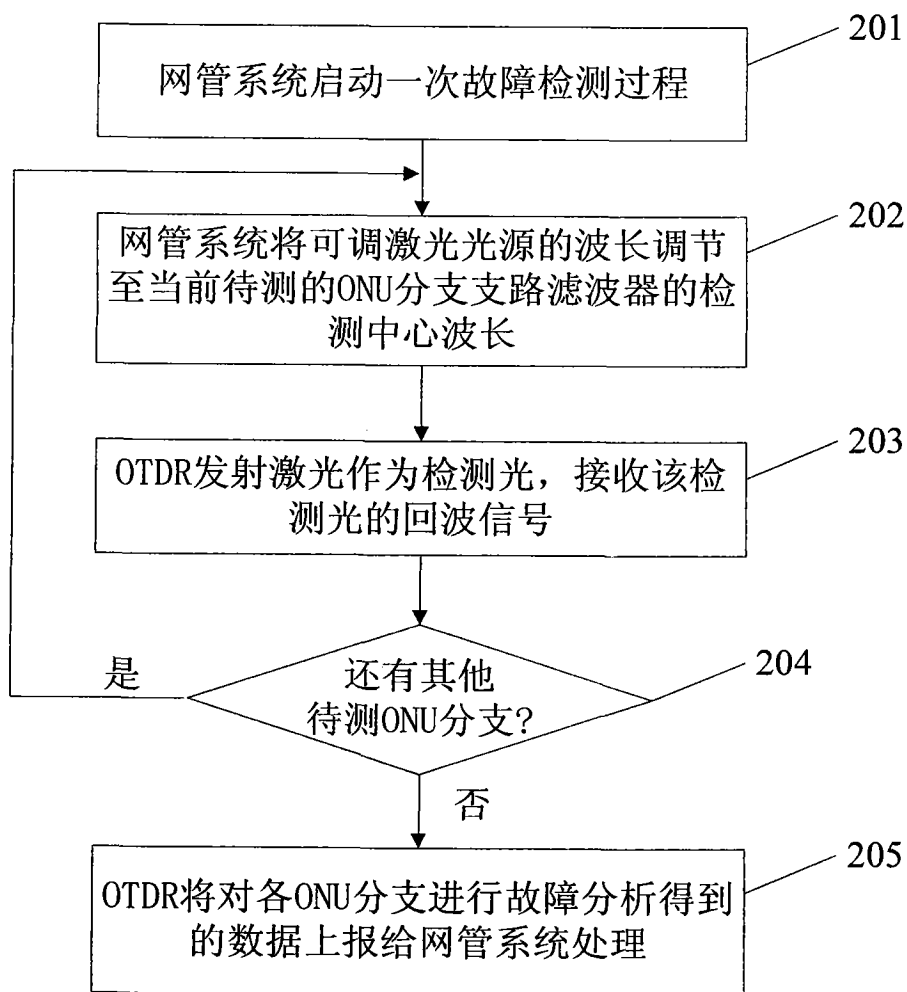 201
网管系统启动一次故障检测过程
202
网管系统将可调激光光源的波长调节
至当前待测的ONU分支支路滤波器的检
测中心波长
203
OTDR发射激光作为检测光，接收该检
测光的回波信号
204
还有其他
待测ONU分支?
是
否
205
OTDR将对各ONU分支进行故障分析得到
的数据上报给网管系统处理